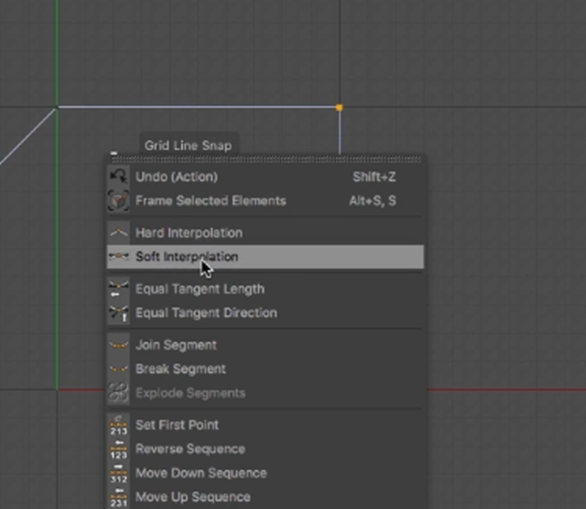 Grid Line Snap
Undo (Action) Shift+Z
Frame Selected Elements Alt+S, S
Hard Interpolation
Soft Interpolation
Equal Tangent Length
Equal Tangent Direction
Join Segment
Break Segment
Explode Segments
213 Set First Point
123 Reverse Sequence
312 Move Down Sequence
231 Move Up Sequence